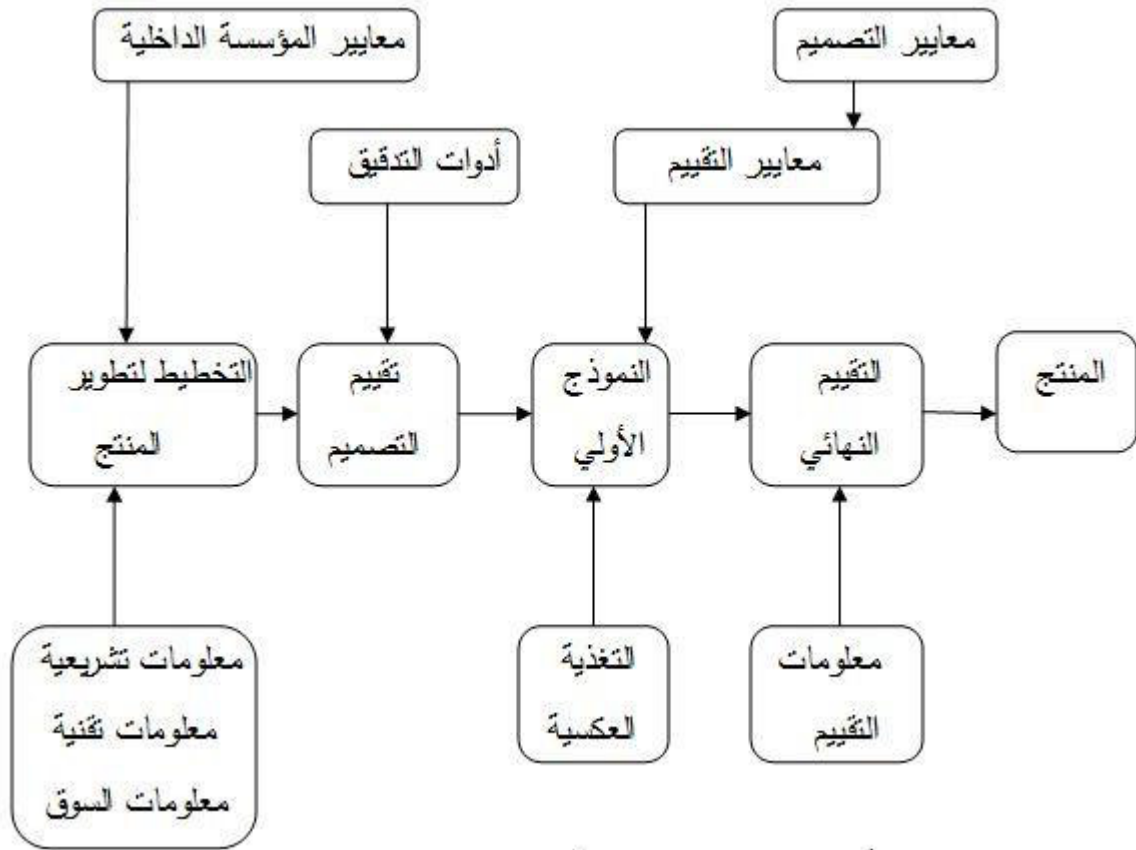 معايير المؤسسة الداخلية
معايير التصميم
أدوات التدقيق
معايير التقييم
التخطيط لتطوير
المنتج
تقييم
التصميم
النموذج
الأولي
التقييم
النهائي
المنتج
معلومات تشريعية
معلومات تقنية
معلومات السوق
التغذية
العكسية
معلومات
التقييم